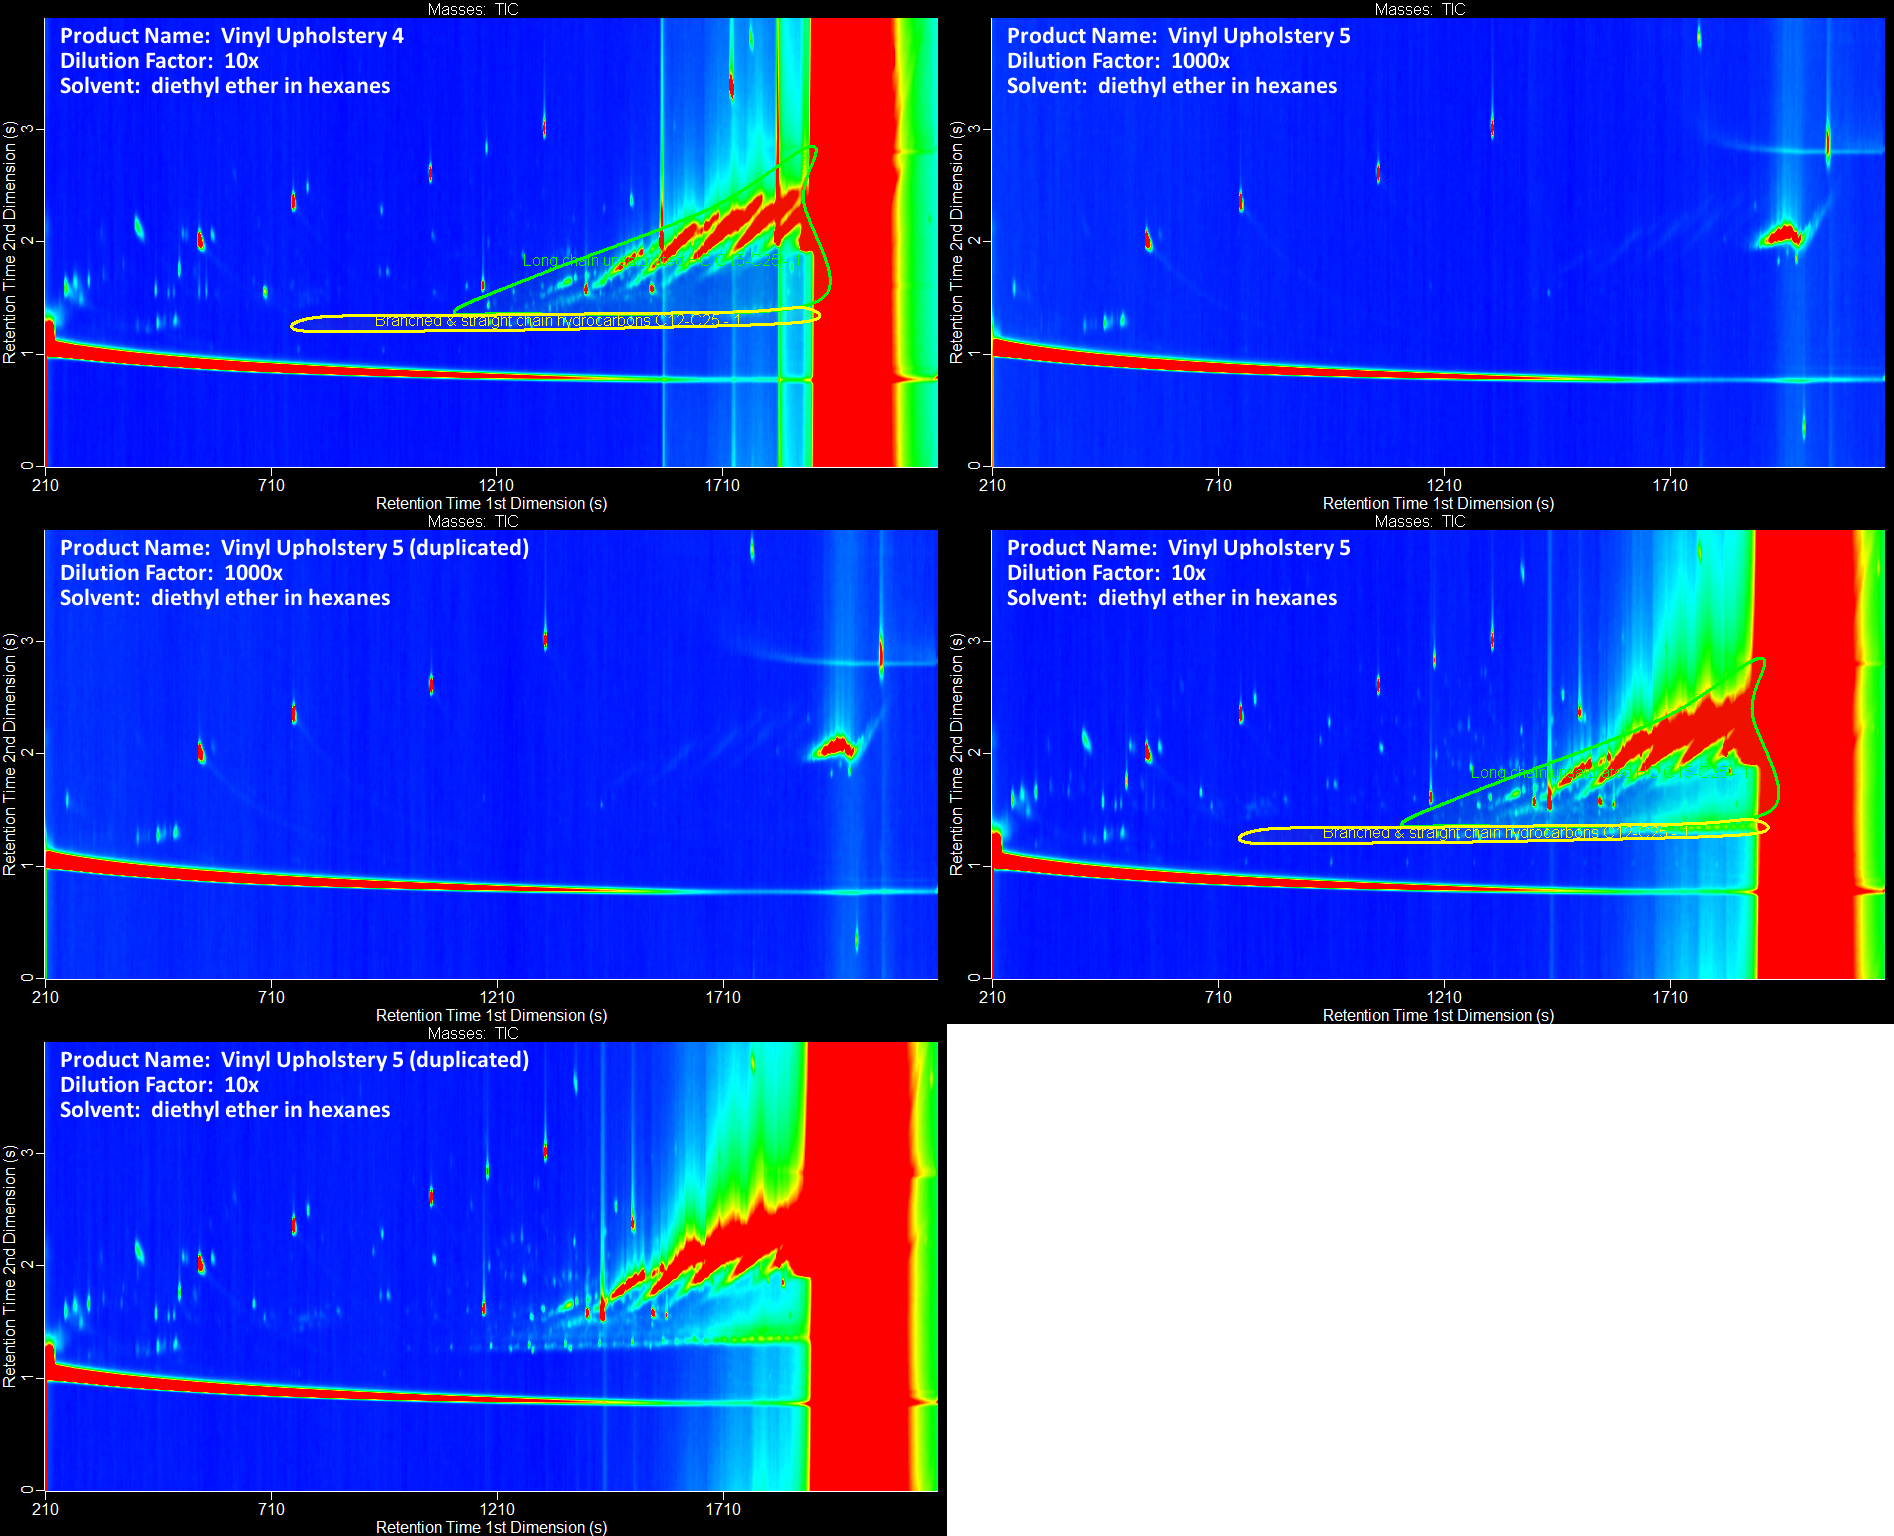 Masses: TIC
Product Name: Vinyl Upholstery 4
Dilution Factor: 10x
Solvent: diethyl ether in hexanes
Retention Time 2nd Dimension (s)
3
2
1
0
Long chain
Branched & straight chain hydrocarbons C12-C25 - 1
210
710
1210
1710
Retention Time 1st Dimension (s)
Masses: TIC
Product Name: Vinyl Upholstery 5
Dilution Factor: 1000x
Solvent: diethyl ether in hexanes
Retention Time 2nd Dimension (s)
3
2
1
0
210
710
1210
1710
Retention Time 1st Dimension (s)
Masses: TIC
Product Name: Vinyl Upholstery 5 (duplicated)
Dilution Factor: 1000x
Solvent: diethyl ether in hexanes
Retention Time 2nd Dimension (s)
3
2
1
0
210
710
1210
1710
Retention Time 1st Dimension (s)
Masses: TIC
Product Name: Vinyl Upholstery 5
Dilution Factor: 10x
Solvent: diethyl ether in hexanes
Retention Time 2nd Dimension (s)
3
2
1
0
Long chain
Branched & straight chain hydrocarbons C12-C25 - 1
210
710
1210
1710
Retention Time 1st Dimension (s)
Masses: TIC
Product Name: Vinyl Upholstery 5 (duplicated)
Dilution Factor: 10x
Solvent: diethyl ether in hexanes
Retention Time 2nd Dimension (s)
3
2
1
0
210
710
1210
1710
Retention Time 1st Dimension (s)